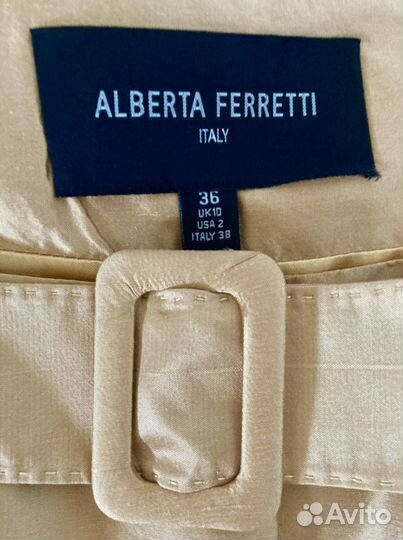 ALBERTA FERRETTI
ITALY
36
UK10
USA 2
ITALY 38
Avito